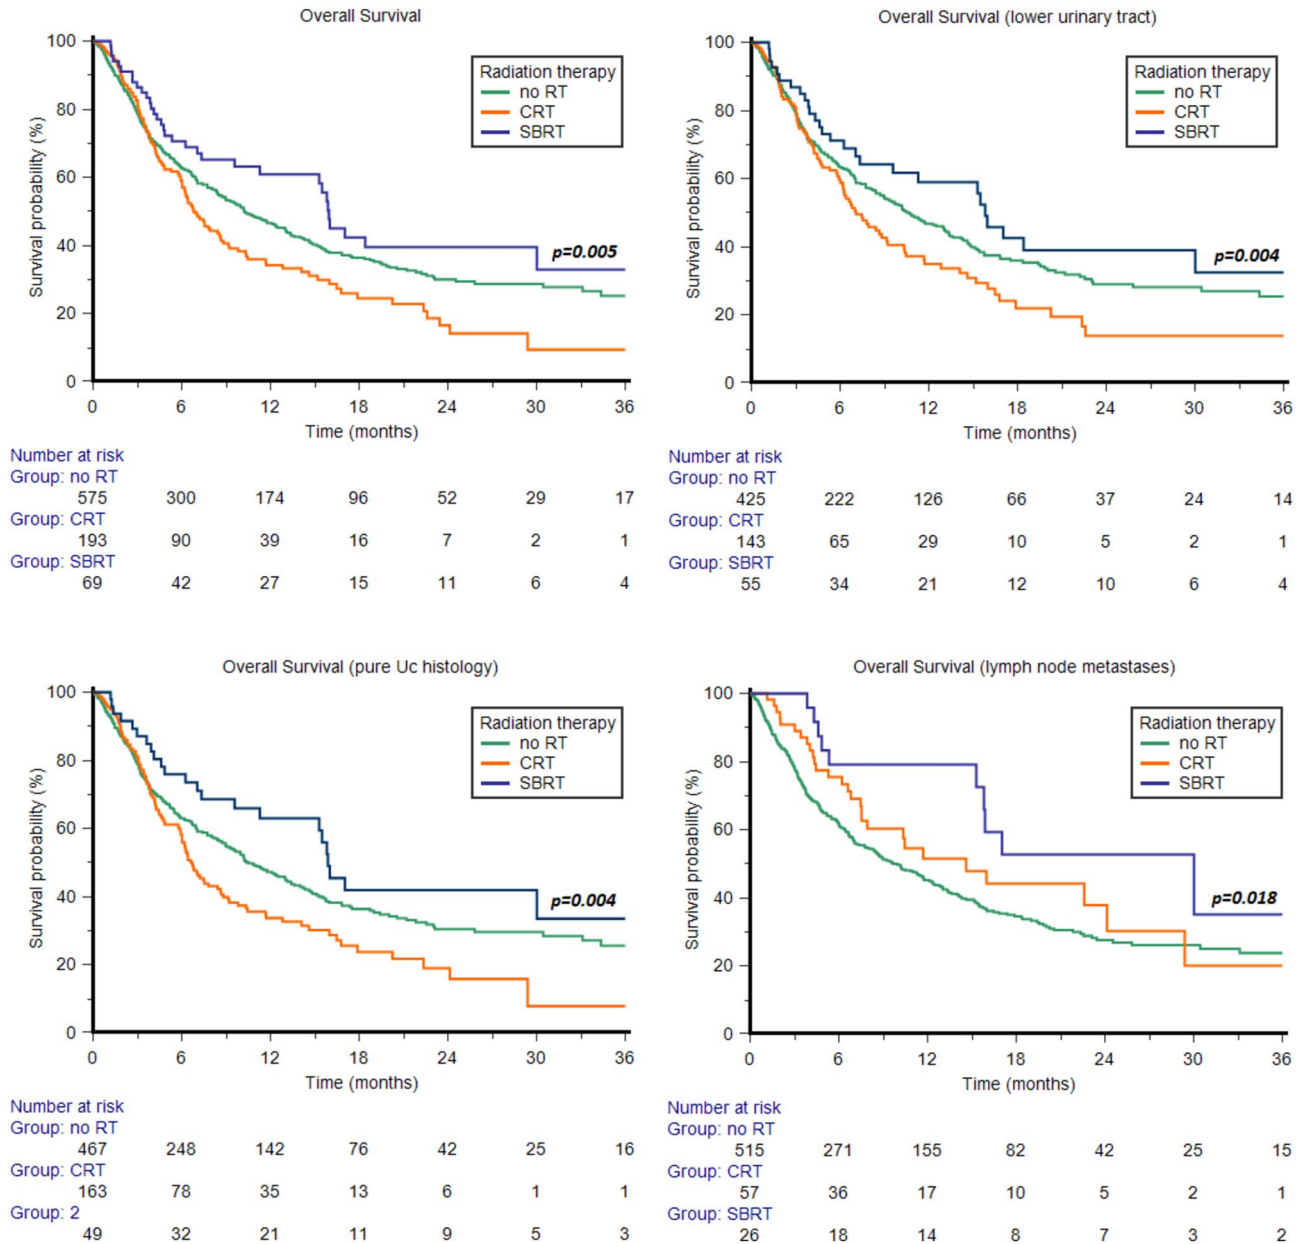 Overall Survival
Survival probability (%)
100
80
60
40
20
0
Radiation therapy
no RT
CRT
SBRT
p=0.005
0 6 12 18 24 30 36
Time (months)
Number at risk
Group: no RT
575 300 174 96 52 29 17
Group: CRT
193 90 39 16 7 2 1
Group: SBRT
69 42 27 15 11 6 4
Overall Survival (lower urinary tract)
Survival probability (%)
100
80
60
40
20
0
Radiation therapy
no RT
CRT
SBRT
p=0.004
0 6 12 18 24 30 36
Time (months)
Number at risk
Group: no RT
425 222 126 66 37 24 14
Group: CRT
143 65 29 10 5 2 1
Group: SBRT
55 34 21 12 10 6 4
Overall Survival (pure Uc histology)
Survival probability (%)
100
80
60
40
20
0
Radiation therapy
no RT
CRT
SBRT
p=0.004
0 6 12 18 24 30 36
Time (months)
Number at risk
Group: no RT
467 248 142 76 42 25 16
Group: CRT
163 78 35 13 6 1 1
Group: 2
49 32 21 11 9 5 3
Overall Survival (lymph node metastases)
Survival probability (%)
100
80
60
40
20
0
Radiation therapy
no RT
CRT
SBRT
p=0.018
0 6 12 18 24 30 36
Time (months)
Number at risk
Group: no RT
515 271 155 82 42 25 15
Group: CRT
57 36 17 10 5 2 1
Group: SBRT
26 18 14 8 7 3 2